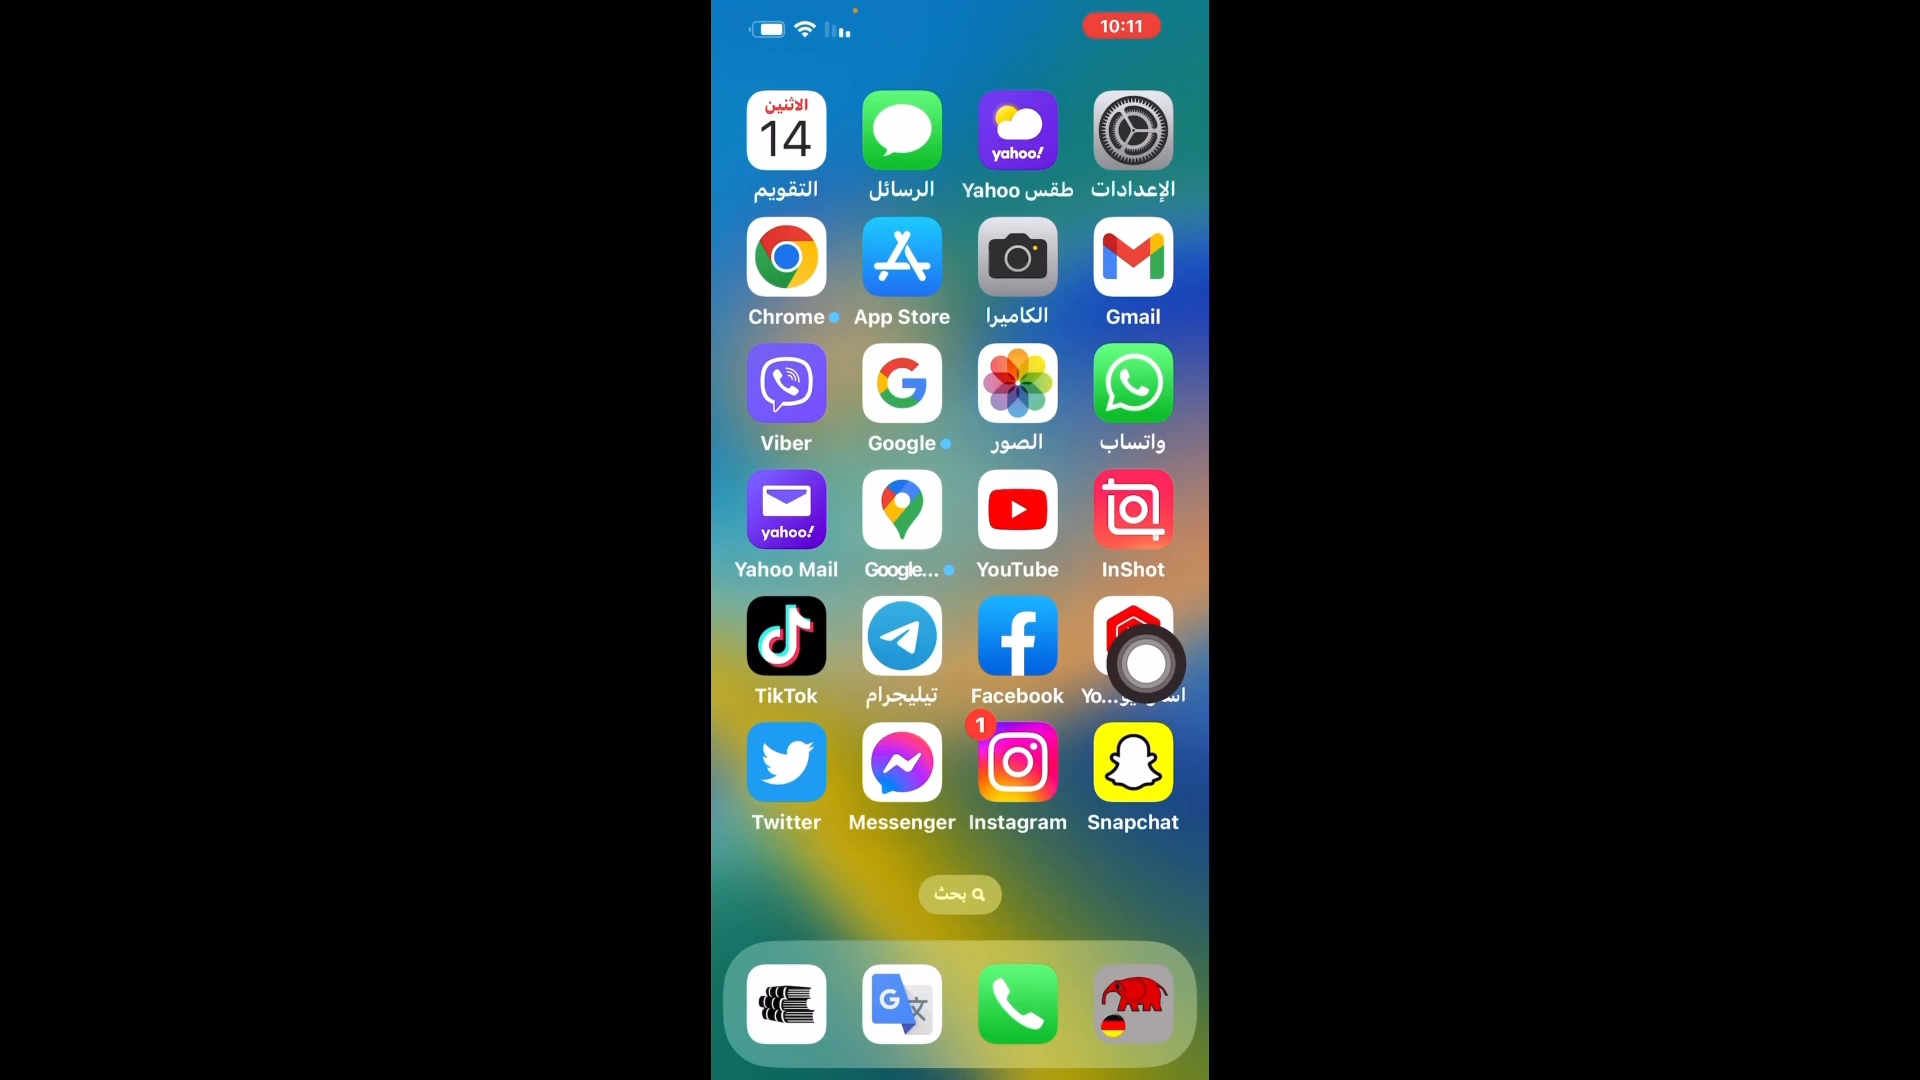 10:11
الاثنين
14
yahoo!
الإعدادات
طقس Yahoo
الرسائل
التقويم
Gmail
الكاميرا
App Store
Chrome
واتساب
الصور
Google
Viber
yahoo!
InShot
YouTube
Google...
Yahoo Mail
Yo...
Facebook
تيليجرام
TikTok
1
Snapchat
Instagram
Messenger
Twitter
بحث